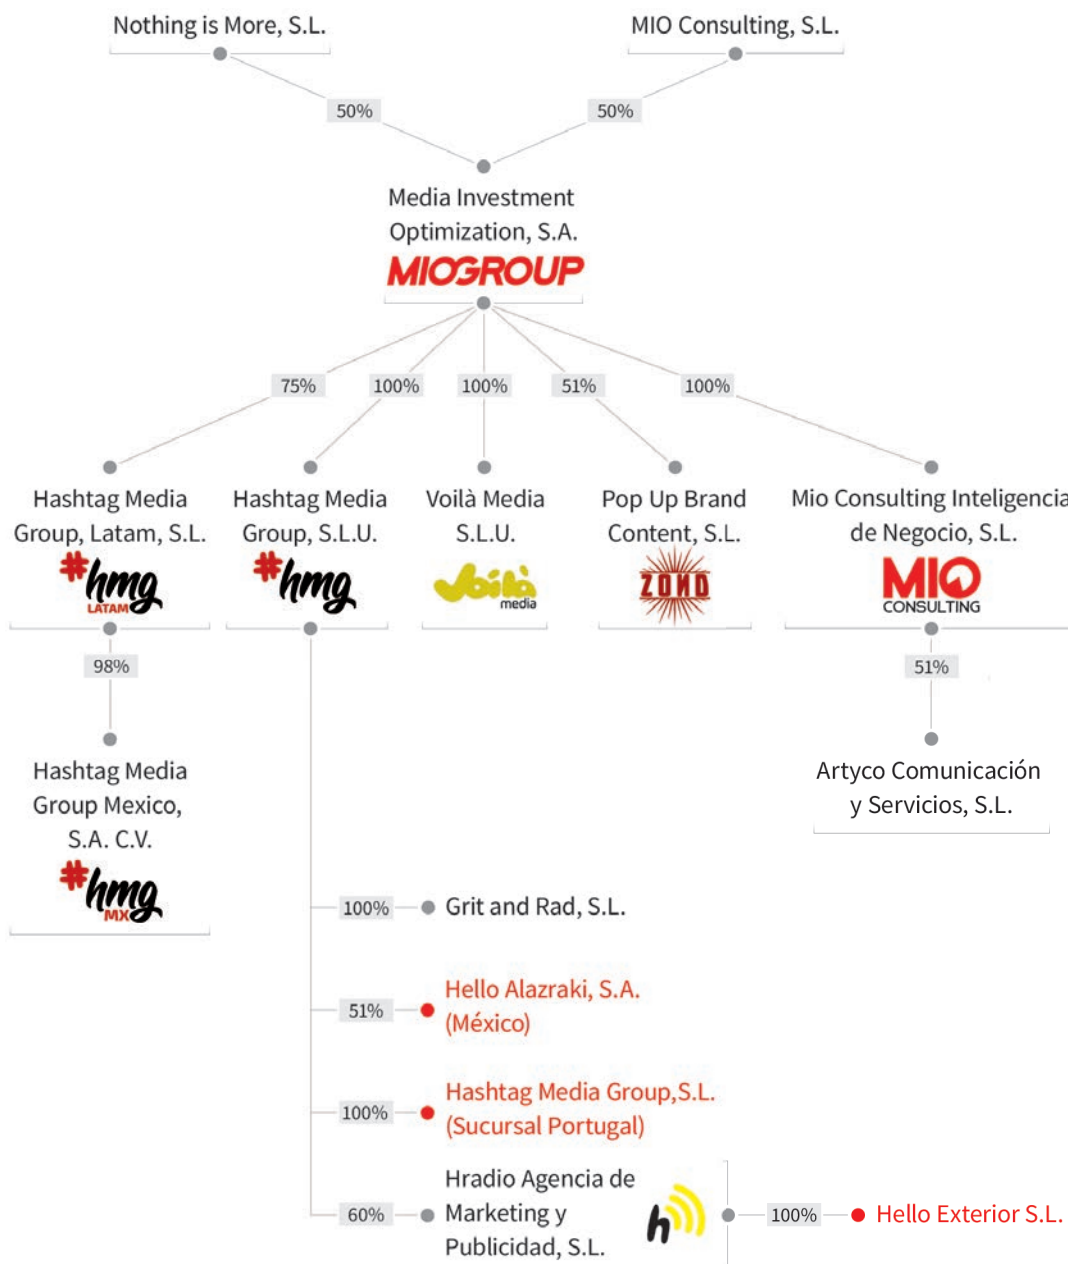 Nothing is More, S.L.
MIO Consulting, S.L.
50%
50%
Media Investment
Optimization, S.A.
MIOGROUP
75%
100%
100%
51%
100%
Hashtag Media
Group, Latam, S.L.
#hmg
LATAM
Hashtag Media
Group, S.L.U.
#hmg
Voilà Media
S.L.U.
Voilà
media
Pop Up Brand
Content, S.L.
ZOND
Mio Consulting Inteligencia
de Negocio, S.L.
MIO
CONSULTING
98%
51%
Hashtag Media
Group Mexico,
S.A. C.V.
#hmg
MX
Artyco Comunicación
y Servicios, S.L.
100%
Grit and Rad, S.L.
51%
Hello Alazraki, S.A.
(México)
100%
Hashtag Media Group,S.L.
(Sucursal Portugal)
60%
Hradio Agencia de
Marketing y
Publicidad, S.L.
h
100%
Hello Exterior S.L.